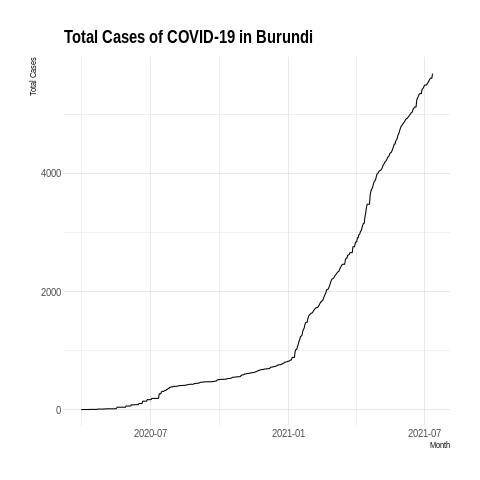 Total Cases of COVID-19 in Burundi
Total Cases
4000
2000
0
2020-07
2021-01
2021-07
Month